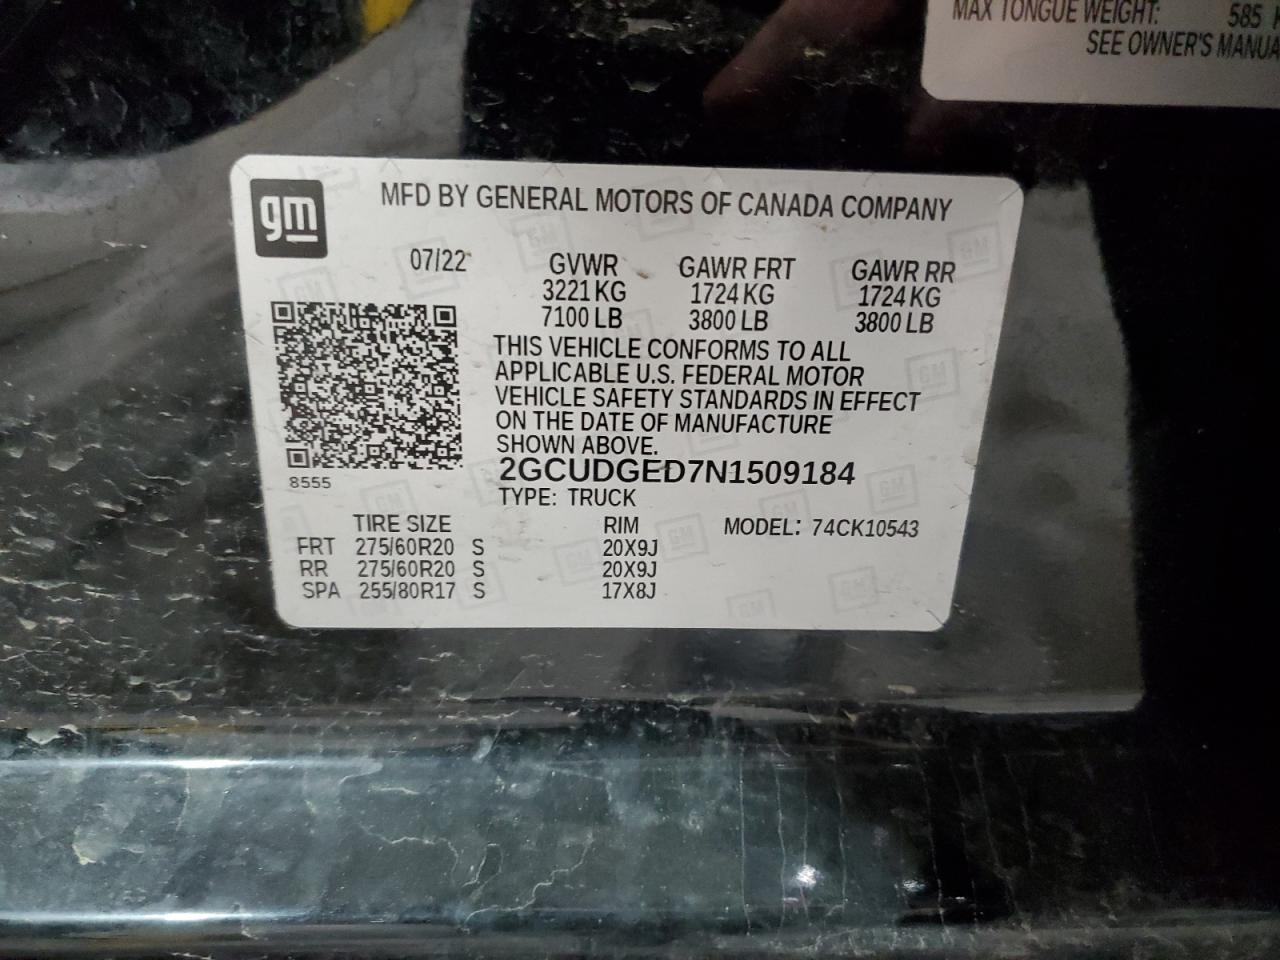 MAX TONGUE WEIGHT: 585
SEE OWNER'S MANUA
gm
MFD BY GENERAL MOTORS OF CANADA COMPANY
07/22 GVWR GAWR FRT GAWR RR
3221 KG 1724 KG 1724 KG
7100 LB 3800 LB 3800 LB
THIS VEHICLE CONFORMS TO ALL
APPLICABLE U.S. FEDERAL MOTOR
VEHICLE SAFETY STANDARDS IN EFFECT
ON THE DATE OF MANUFACTURE
SHOWN ABOVE.
2GCUDGED7N1509184
8555
TYPE: TRUCK
TIRE SIZE RIM MODEL: 74CK10543
FRT 275/60R20 S 20X9J
RR 275/60R20 S 20X9J
SPA 255/80R17 S 17X8J